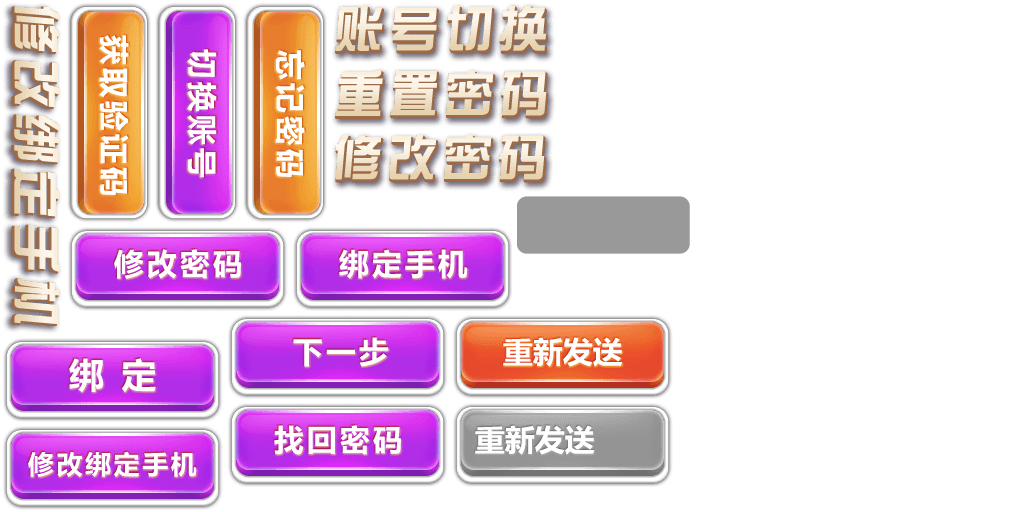 修改绑定手机
获取验证码
切换账号
忘记密码
账号切换
重置密码
修改密码
修改密码
绑定手机
绑 定
下一步
重新发送
修改绑定手机
找回密码
重新发送